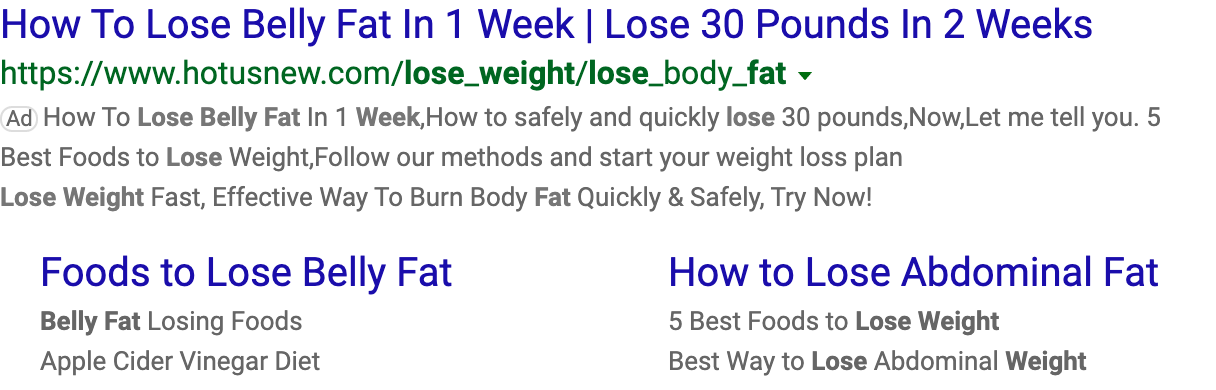 How To Lose Belly Fat In 1 Week | Lose 30 Pounds In 2 Weeks
https://www.hotusnew.com/lose_weight/lose_body_fat
Ad How To Lose Belly Fat In 1 Week,How to safely and quickly lose 30 pounds,Now,Let me tell you. 5
Best Foods to Lose Weight,Follow our methods and start your weight loss plan
Lose Weight Fast, Effective Way To Burn Body Fat Quickly & Safely, Try Now!
Foods to Lose Belly Fat
Belly Fat Losing Foods
Apple Cider Vinegar Diet
How to Lose Abdominal Fat
5 Best Foods to Lose Weight
Best Way to Lose Abdominal Weight